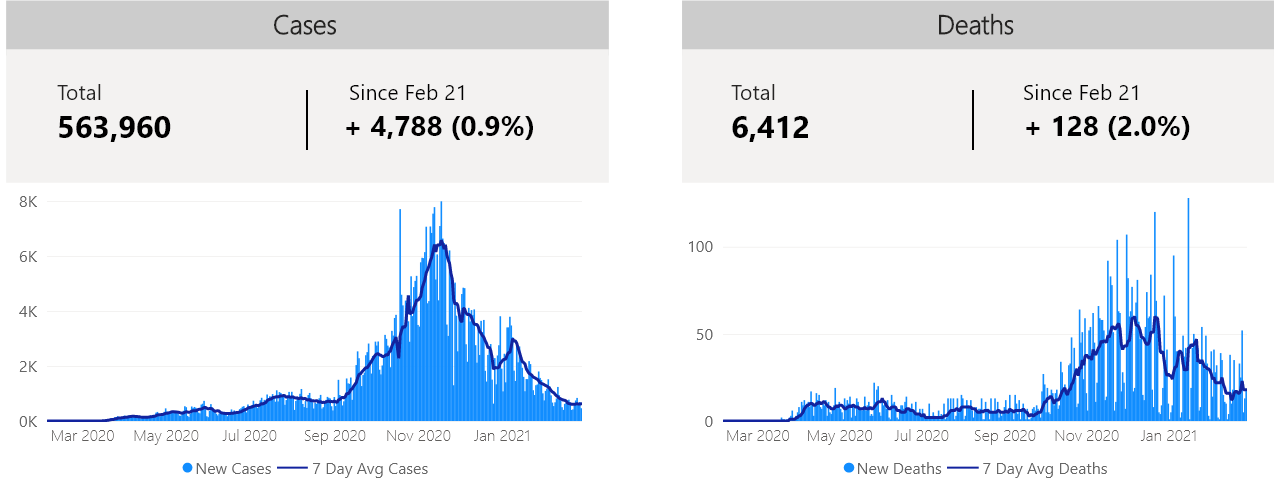 Cases
Total
563,960
Since Feb 21
+ 4,788 (0.9%)
8K
6K
4K
2K
0K
Mar 2020 May 2020 Jul 2020 Sep 2020 Nov 2020 Jan 2021
New Cases 7 Day Avg Cases
Deaths
Total
6,412
Since Feb 21
+ 128 (2.0%)
100
50
0
Mar 2020 May 2020 Jul 2020 Sep 2020 Nov 2020 Jan 2021
New Deaths 7 Day Avg Deaths